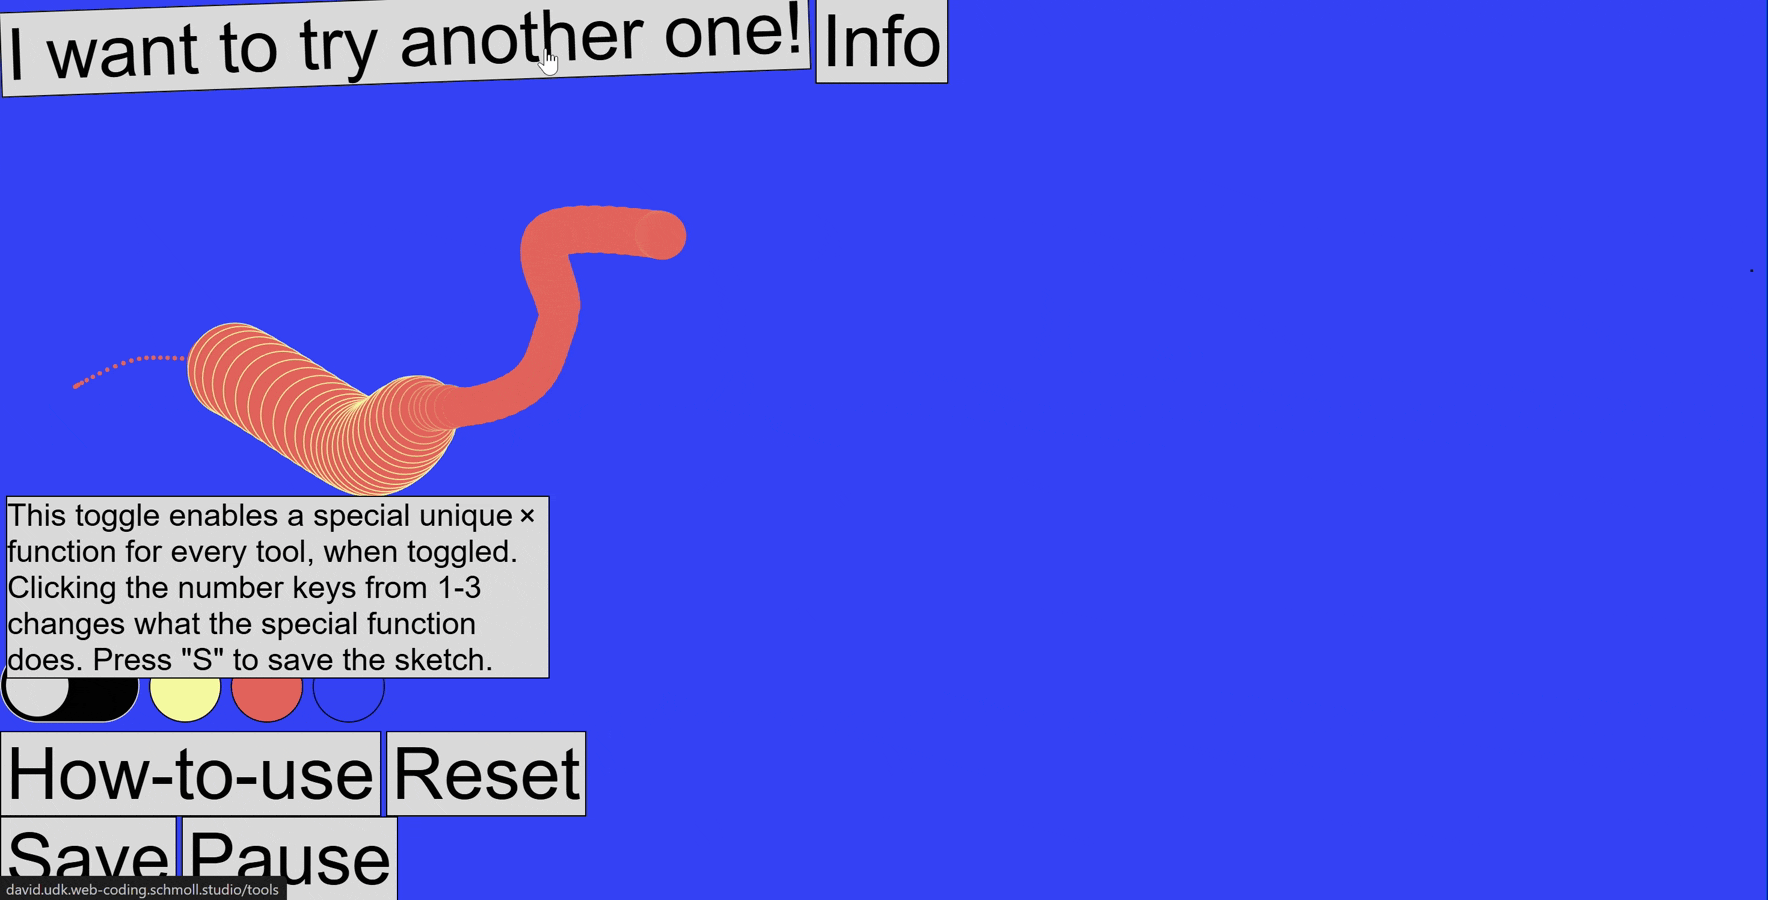 I want to try another one! Info
This toggle enables a special unique ×
function for every tool, when toggled.
Clicking the number keys from 1-3
changes what the special function
does. Press "S" to save the sketch.
How-to-use Reset
Save Pause
david.udk.web-coding.schmoll.studio/tools